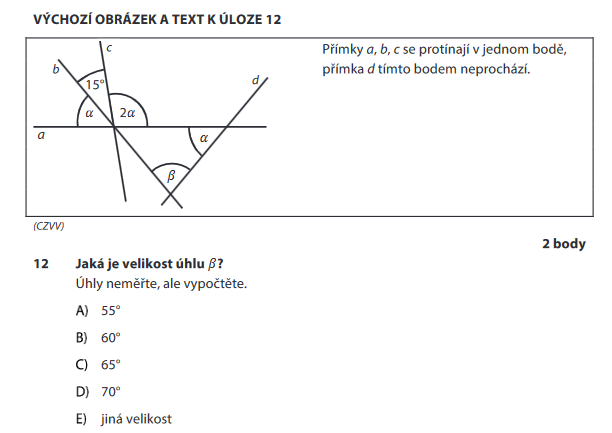 VÝCHOZÍ OBRÁZEK A TEXT K ÚLOZE 12
Přímky a, b, c se protínají v jednom bodě,
přímka d tímto bodem neprochází.
c
b
15°
d
α
2α
a
α
β
(CZVV)
2 body
12 Jaká je velikost úhlu β?
Úhly neměřte, ale vypočtěte.
A) 55°
B) 60°
C) 65°
D) 70°
E) jiná velikost